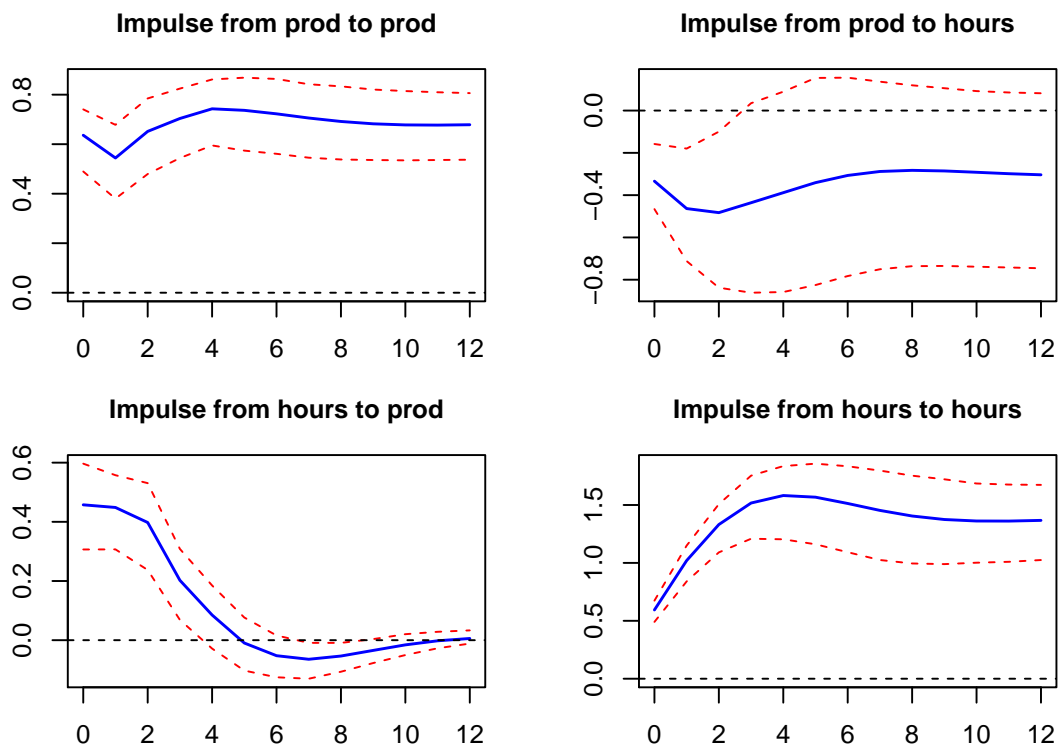 Impulse from prod to prod
0.0 0.4 0.8
0 2 4 6 8 10 12
Impulse from prod to hours
−0.8 −0.4 0.0
0 2 4 6 8 10 12
Impulse from hours to prod
0.0 0.2 0.4 0.6
0 2 4 6 8 10 12
Impulse from hours to hours
0.0 0.5 1.0 1.5
0 2 4 6 8 10 12